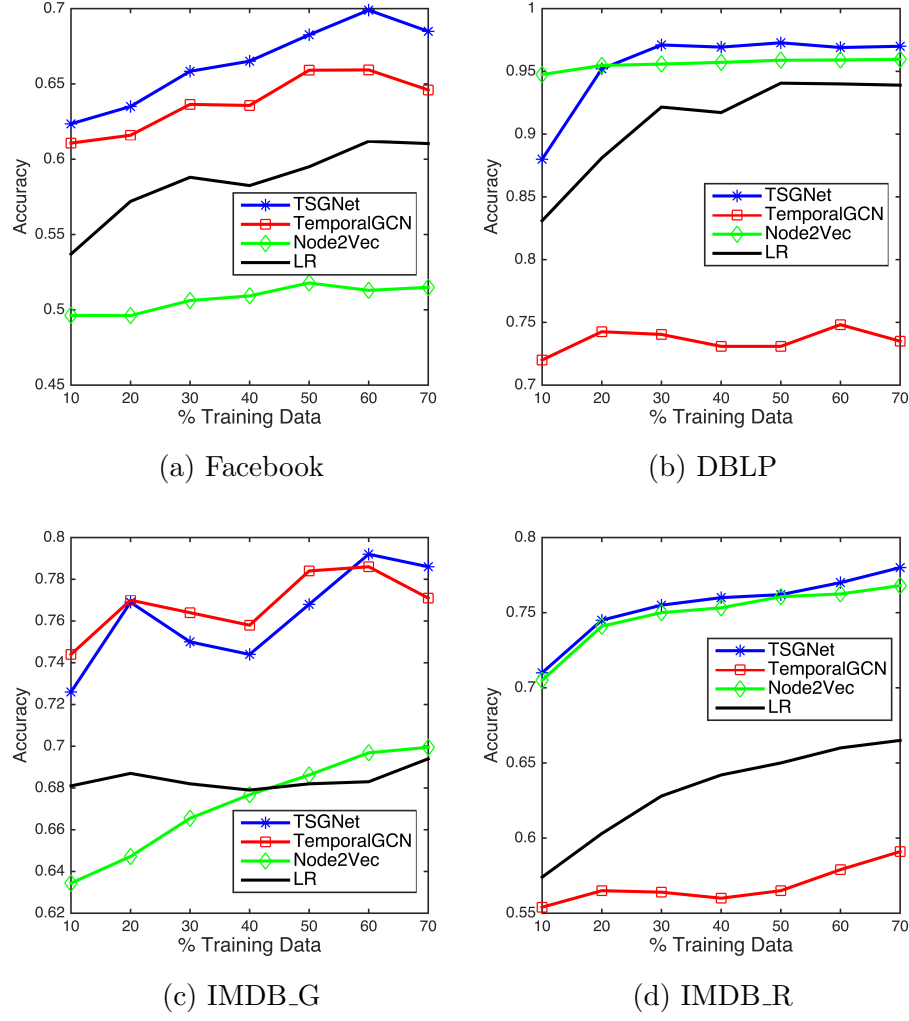 0.7
0.65
0.6
0.55
0.5
0.45
Accuracy
TSGNet
TemporalGCN
Node2Vec
LR
10 20 30 40 50 60 70
% Training Data
(a) Facebook
1
0.95
0.9
0.85
0.8
0.75
0.7
Accuracy
TSGNet
TemporalGCN
Node2Vec
LR
10 20 30 40 50 60 70
% Training Data
(b) DBLP
0.8
0.78
0.76
0.74
0.72
0.7
0.68
0.66
0.64
0.62
Accuracy
TSGNet
TemporalGCN
Node2Vec
LR
10 20 30 40 50 60 70
% Training Data
(c) IMDB_G
0.8
0.75
0.7
0.65
0.6
0.55
Accuracy
TSGNet
TemporalGCN
Node2Vec
LR
10 20 30 40 50 60 70
% Training Data
(d) IMDB_R